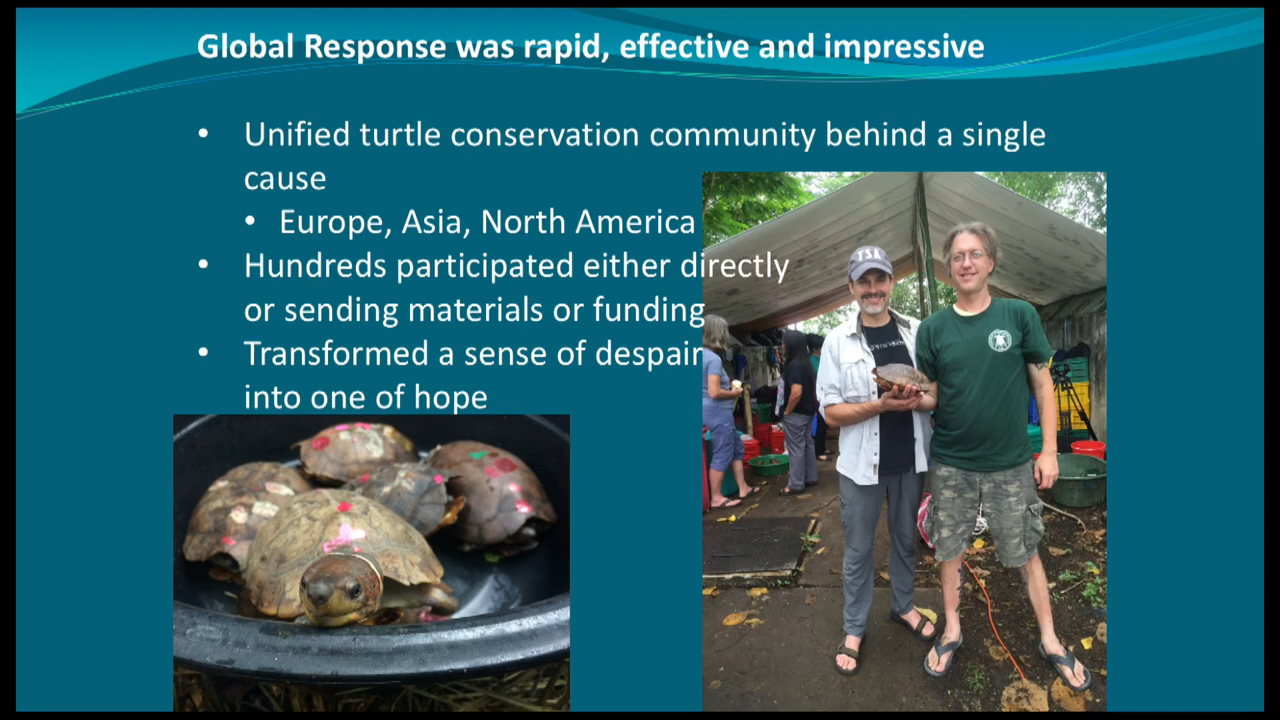 Global Response was rapid, effective and impressive
• Unified turtle conservation community behind a single
cause
• Europe, Asia, North America
• Hundreds participated either directly
or sending materials or funding
• Transformed a sense of despair
into one of hope
TSA